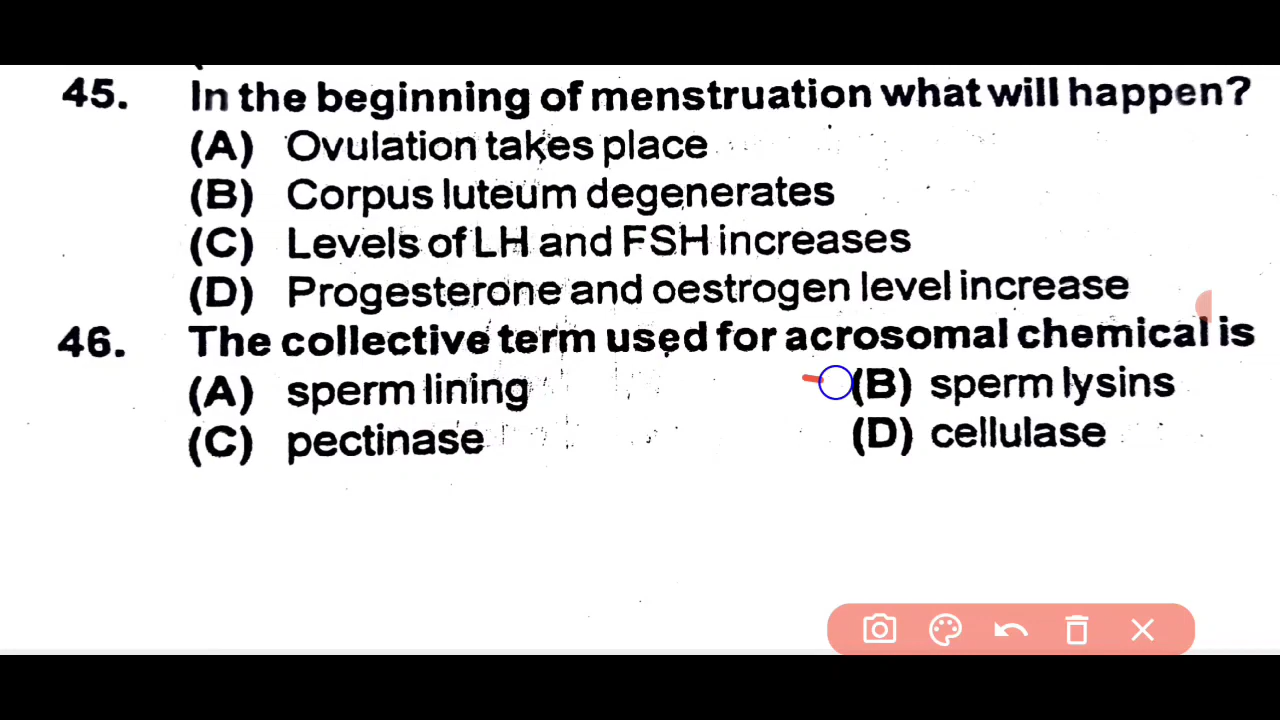 45. In the beginning of menstruation what will happen?
(A) Ovulation takes place
(B) Corpus luteum degenerates
(C) Levels of LH and FSH increases
(D) Progesterone and oestrogen level increase
46. The collective term used for acrosomal chemical is
(A) sperm lining (B) sperm lysins
(C) pectinase (D) cellulase